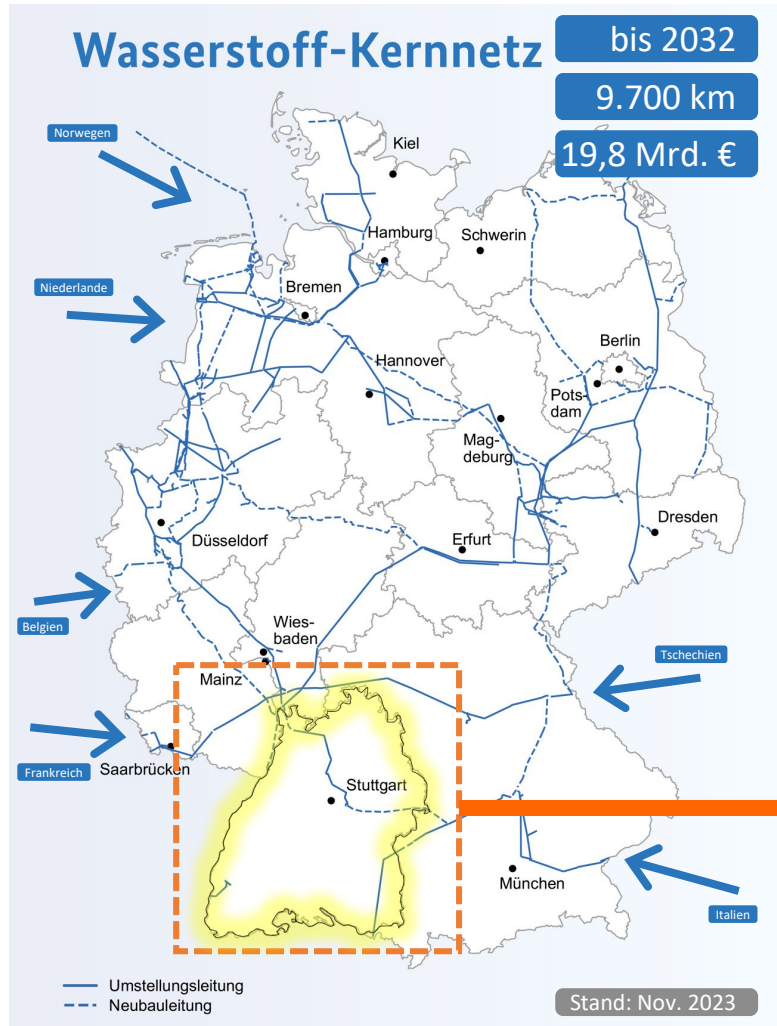 Wasserstoff-Kernnetz
bis 2032
9.700 km
19,8 Mrd. €
Norwegen
Kiel
Hamburg
Schwerin
Niederlande
Bremen
Berlin
Hannover
Pots-
dam
Mag-
deburg
Düsseldorf
Erfurt
Dresden
Belgien
Wies-
baden
Mainz
Tschechien
Frankreich
Saarbrücken
Stuttgart
München
Italien
Umstellungsleitung
Neubauleitung
Stand: Nov. 2023